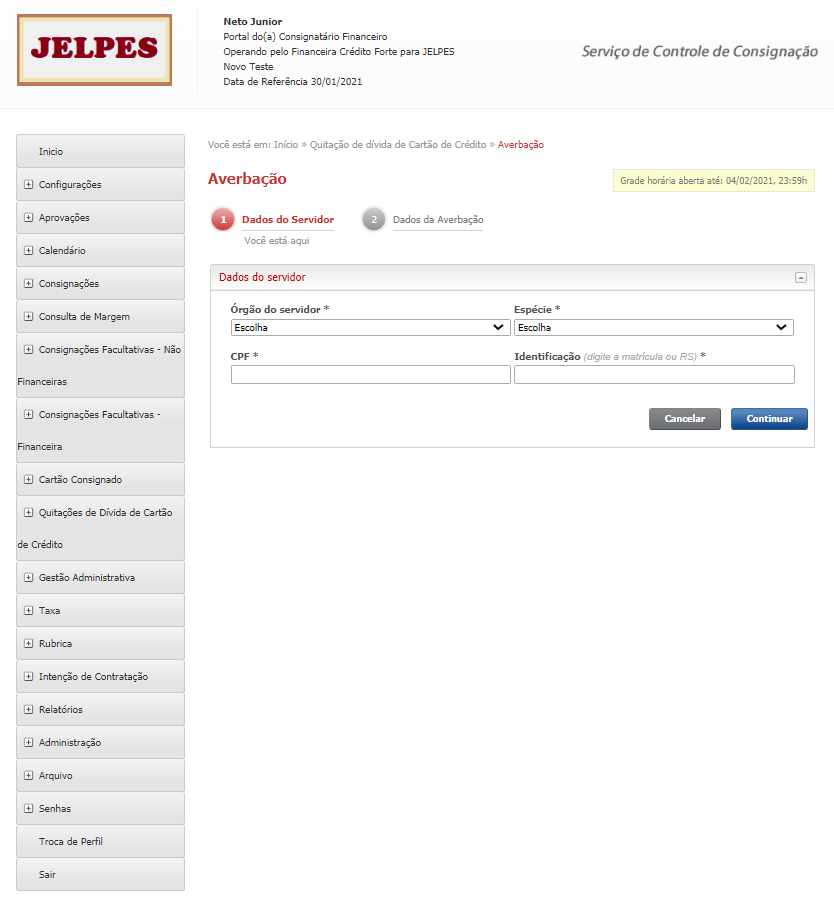 JELPES
Neto Junior
Portal do(a) Consignatário Financeiro
Operando pelo Financeira Crédito Forte para JELPES
Novo Teste
Data de Referência 30/01/2021
Serviço de Controle de Consignação
Inicio
Configurações
Aprovações
Calendário
Consignações
Consulta de Margem
Consignações Facultativas - Não
Financeiras
Consignações Facultativas -
Financeira
Cartão Consignado
Quitações de Dívida de Cartão
de Crédito
Gestão Administrativa
Taxa
Rubrica
Intenção de Contratação
Relatórios
Administração
Arquivo
Senhas
Troca de Perfil
Sair
Você está em: Início » Quitação de dívida de Cartão de Crédito » Averbação
Averbação
Grade horária aberta até: 04/02/2021, 23:59h
1 Dados do Servidor
Você está aqui
2 Dados da Averbação
Dados do servidor
Órgão do servidor * Espécie *
Escolha Escolha
CPF * Identificação (digite a matrícula ou RS) *
Cancelar Continuar